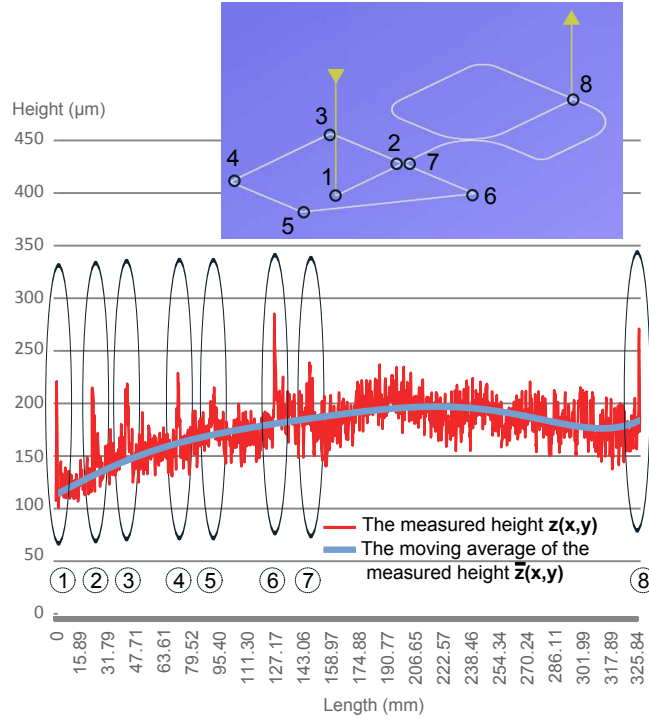 Height (µm)
450
400
350
300
250
200
150
100
50
0
3
2
7
8
4
1
6
5
The measured height z(x,y)
The moving average of the
measured height z̅(x,y)
1 2 3 4 5 6 7 8
0 15.89 31.79 47.71 63.61 79.52 95.40 111.30 127.17 143.06 158.97 174.88 190.77 206.65 222.57 238.46 254.34 270.24 286.11 301.99 317.89 325.84
Length (mm)